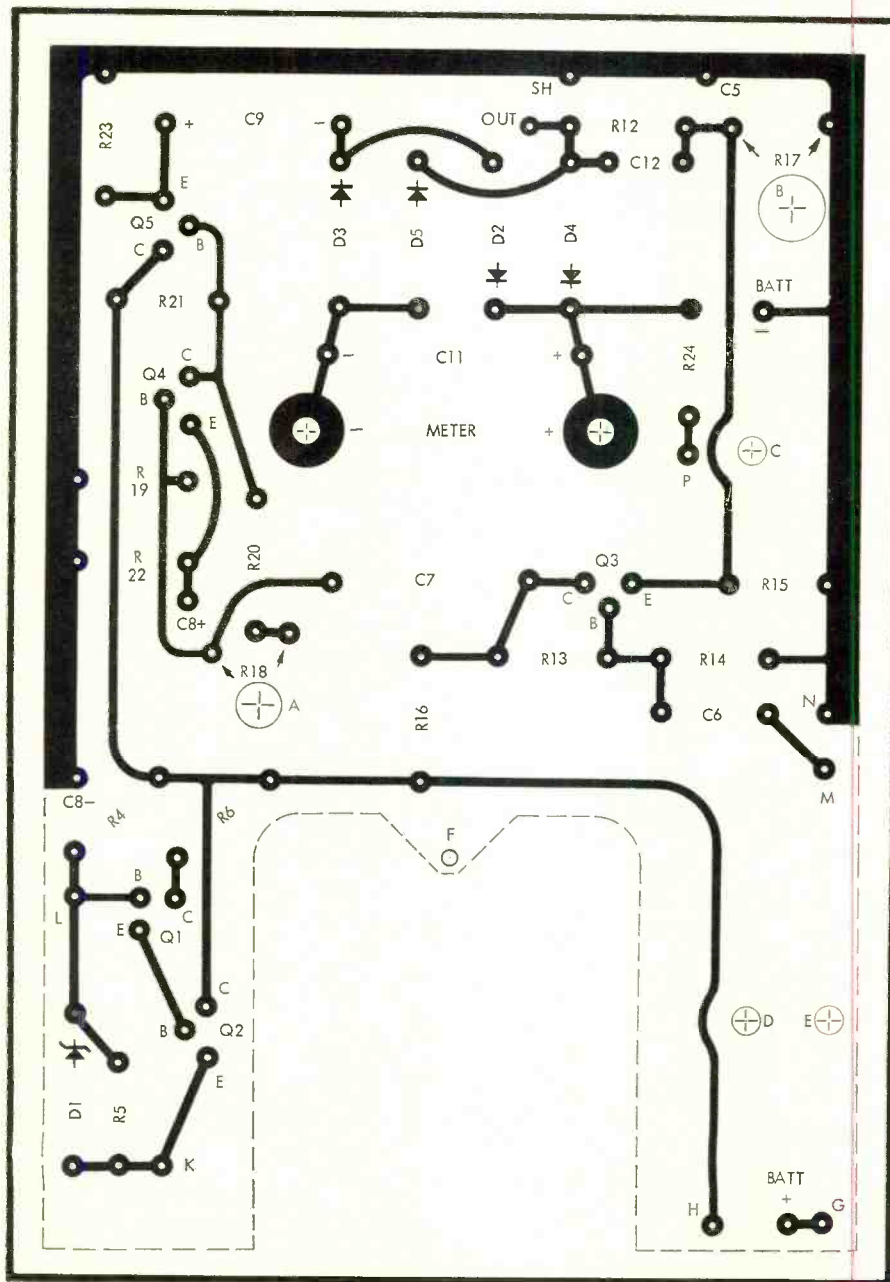 SH
C5
R23
+
C9
-
OUT
R12
C12
R17
E
B
Q5
B
C
D3
D5
D2
D4
BATT
-
R21
C
-
C11
+
R24
Q4
B
E
-
METER
+
C
P
R
19
R
22
R20
C7
Q3
C
E
R15
C8+
B
R18
R13
R14
A
R16
C6
N
M
C8-
R4
R6
F
B
L
C
E
Q1
C
B
Q2
D
E
E
D1
R5
K
BATT
+
H
G